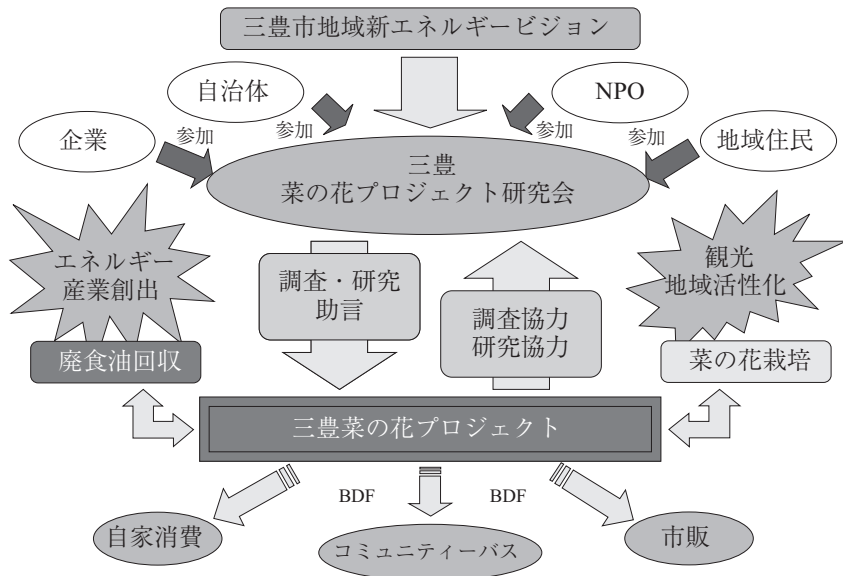 三豊市地域新エネルギービジョン
自治体
NPO
企業
参加
参加
参加
参加
地域住民
三豊
菜の花プロジェクト研究会
エネルギー
産業創出
調査・研究
助言
調査協力
研究協力
観光
地域活性化
廃食油回収
菜の花栽培
三豊菜の花プロジェクト
BDF
BDF
自家消費
コミュニティーバス
市販